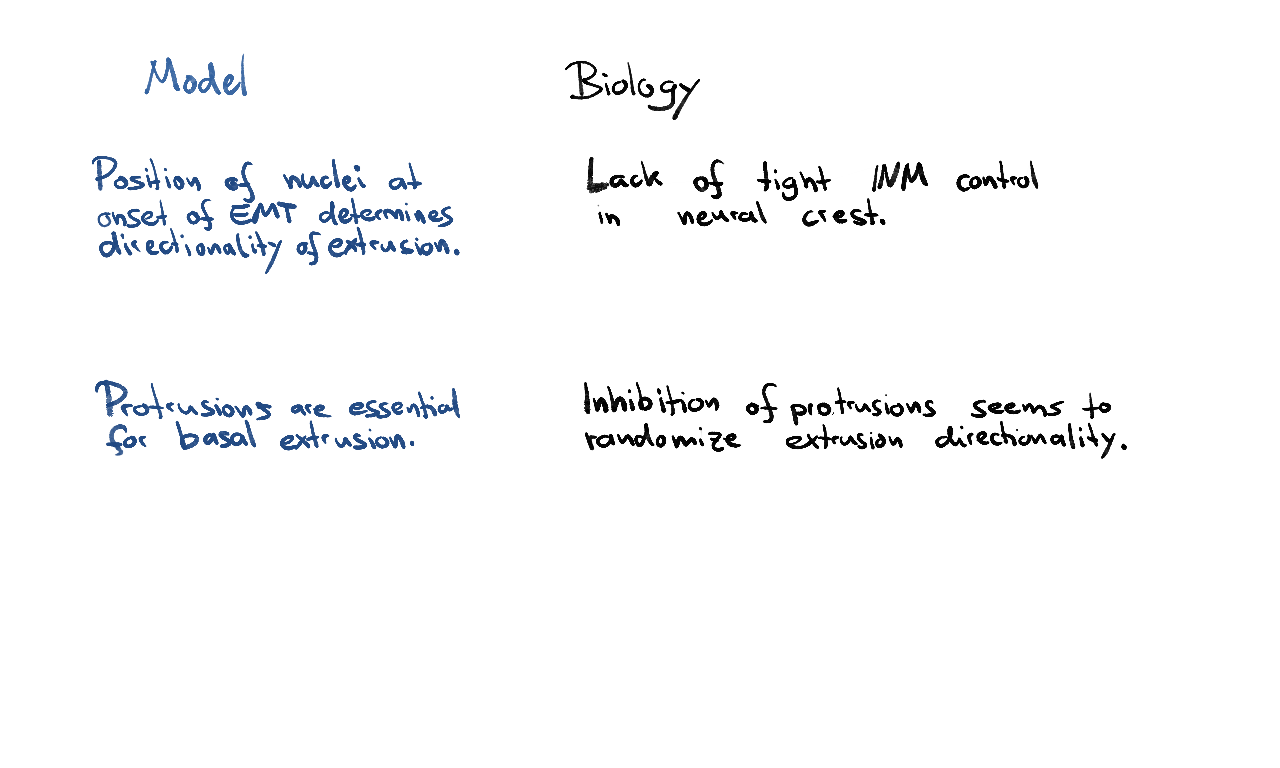 Model
Biology
Position of nuclei at
onset of EMT determines
directionality of extrusion.
Lack of tight INM control
in neural crest.
Protrusions are essential
for basal extrusion.
Inhibition of protrusions seems to
randomize extrusion directionality.